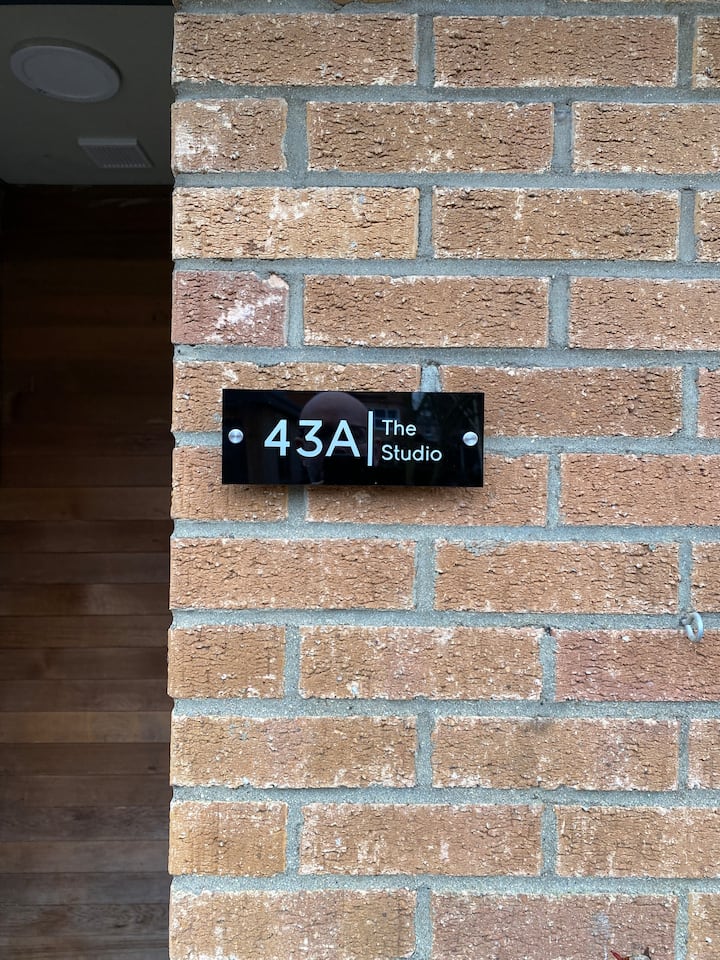 43A | The
Studio